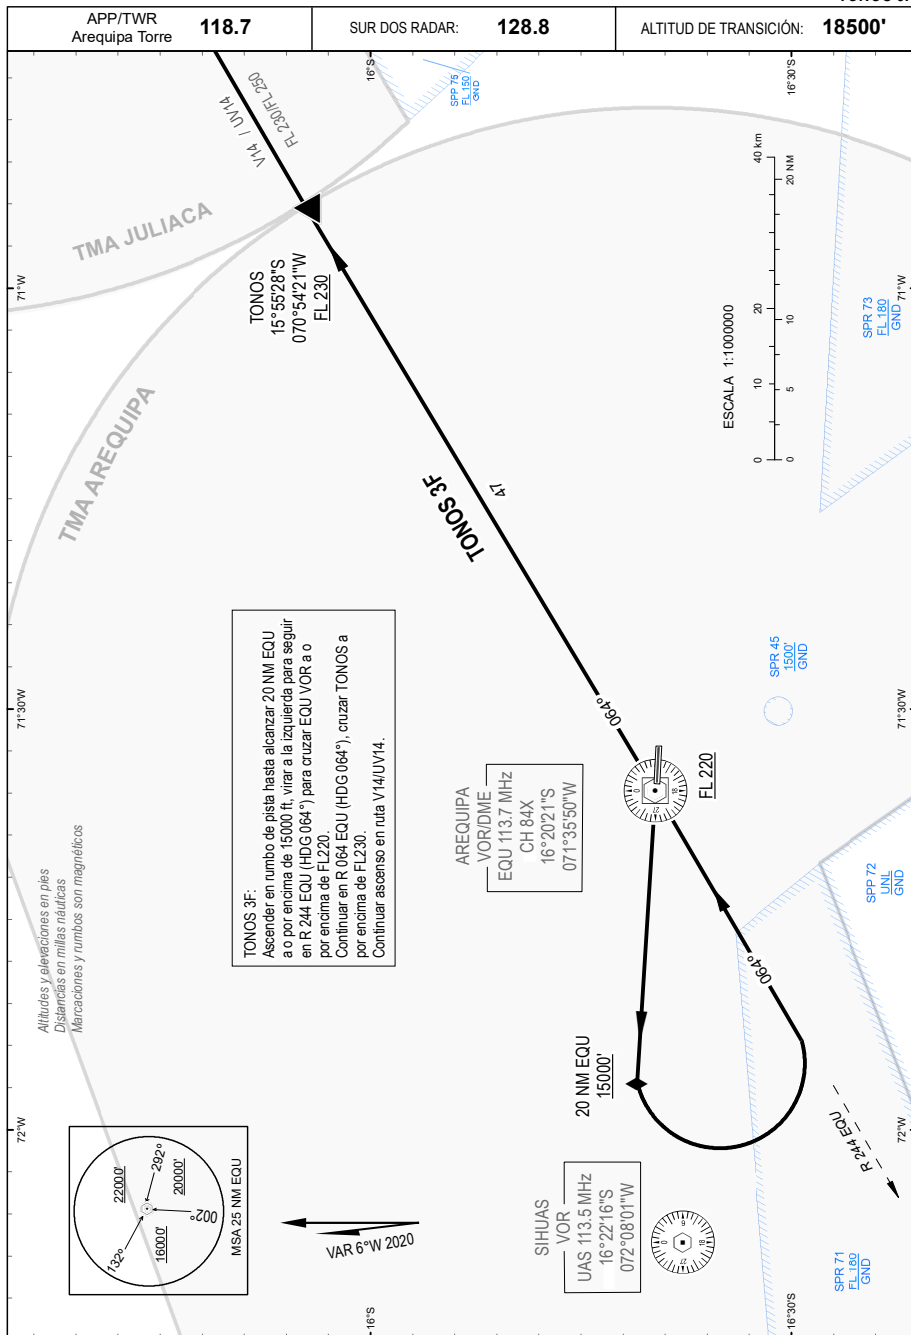 APP/TWR
Arequipa Torre
118.7
SUR DOS RADAR:
128.8
ALTITUD DE TRANSICIÓN:
18500'
Altitudes y elevaciones en pies
Distancias en millas náuticas
Marcaciones y rumbos son magnéticos
TONOS 3F:
Ascender en rumbo de pista hasta alcanzar 20 NM EQU
a o por encima de 15000 ft, virar a la izquierda para seguir
en R 244 EQU (HDG 064°) para cruzar EQU VOR a o
por encima de FL220.
Continuar en R 064 EQU (HDG 064°), cruzar TONOS a
por encima de FL230.
Continuar ascenso en ruta V14/UV14.
TMA AREQUIPA
TMA JULIACA
V14 / UV14
FL 230/FL 250
TONOS
15°55'28"S
070°54'21"W
FL 230
TONOS 3F
47
064°
064°
AREQUIPA
VOR/DME
EQU 113.7 MHz
CH 84X
16°20'21"S
071°35'50"W
FL 220
20 NM EQU
15000'
SIHUAS
VOR
UAS 113.5 MHz
16°22'16"S
072°08'01"W
R 244 EQU
MSA 25 NM EQU
22000'
20000'
16000'
132°
292°
002°
VAR 6°W 2020
ESCALA 1:1000000
0 10 20 40 km
0 5 10 20 NM
SPP 75
FL 150
GND
SPR 73
FL 180
GND
SPR 45
1500'
GND
SPP 72
UNL
GND
SPR 71
FL 180
GND
16°S
16°30'S
71°W
71°W
71°30'W
71°30'W
72°W
72°W
16°S
16°30'S